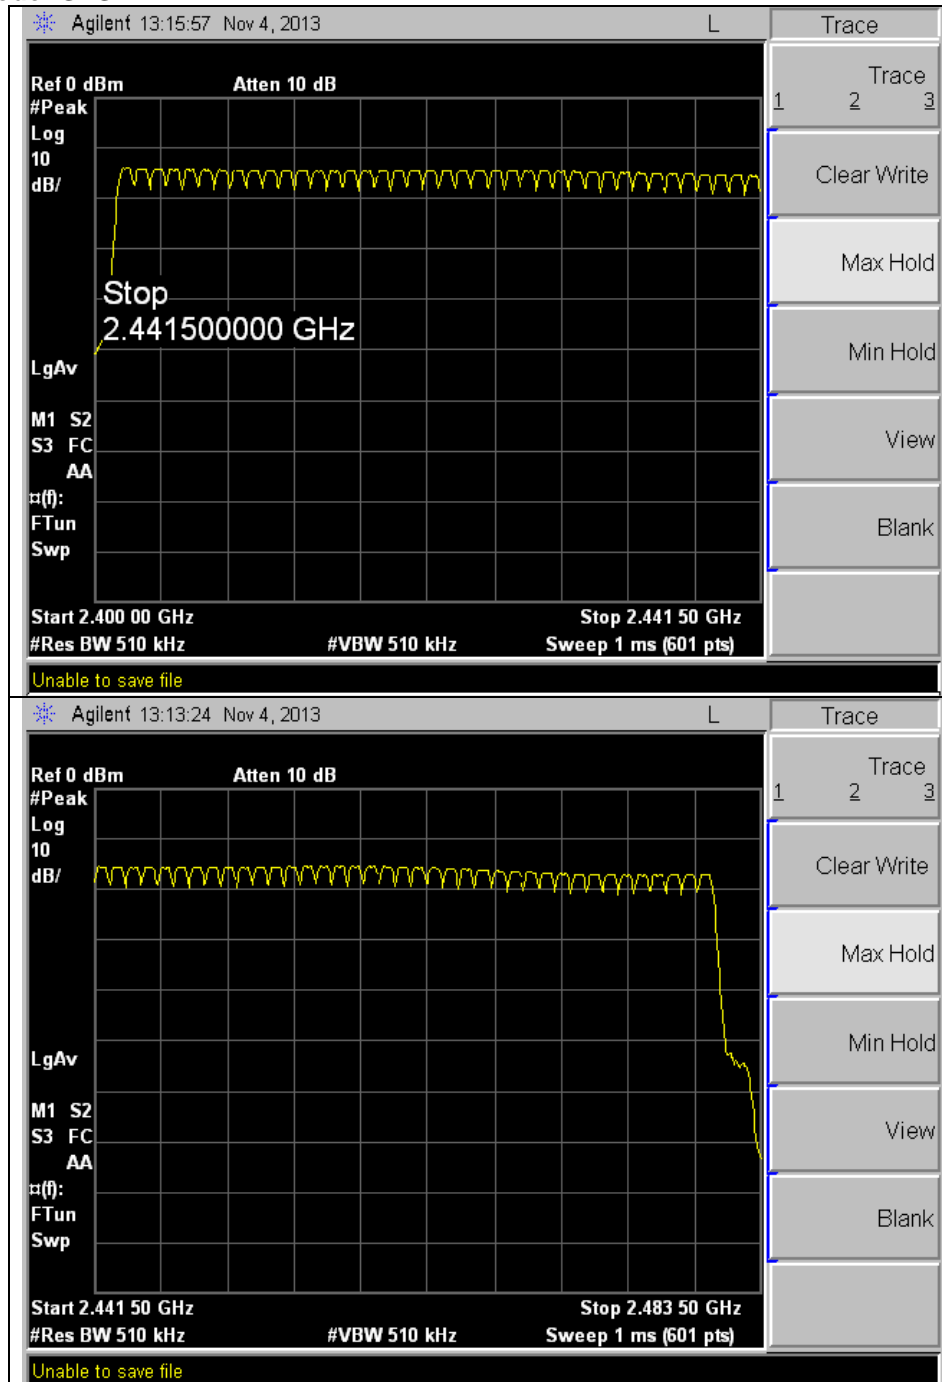 Agilent 13:15:57 Nov 4, 2013 L Trace
Ref 0 dBm Atten 10 dB
#Peak
Log
10
dB/
Stop
2.441500000 GHz
LgAv
M1 S2
S3 FC
AA
¤(f):
FTun
Swp
Start 2.400 00 GHz Stop 2.441 50 GHz
#Res BW 510 kHz #VBW 510 kHz Sweep 1 ms (601 pts)
Unable to save file
Trace
1 2 3
Clear Write
Max Hold
Min Hold
View
Blank
Agilent 13:13:24 Nov 4, 2013 L Trace
Ref 0 dBm Atten 10 dB
#Peak
Log
10
dB/
LgAv
M1 S2
S3 FC
AA
¤(f):
FTun
Swp
Start 2.441 50 GHz Stop 2.483 50 GHz
#Res BW 510 kHz #VBW 510 kHz Sweep 1 ms (601 pts)
Unable to save file
Trace
1 2 3
Clear Write
Max Hold
Min Hold
View
Blank